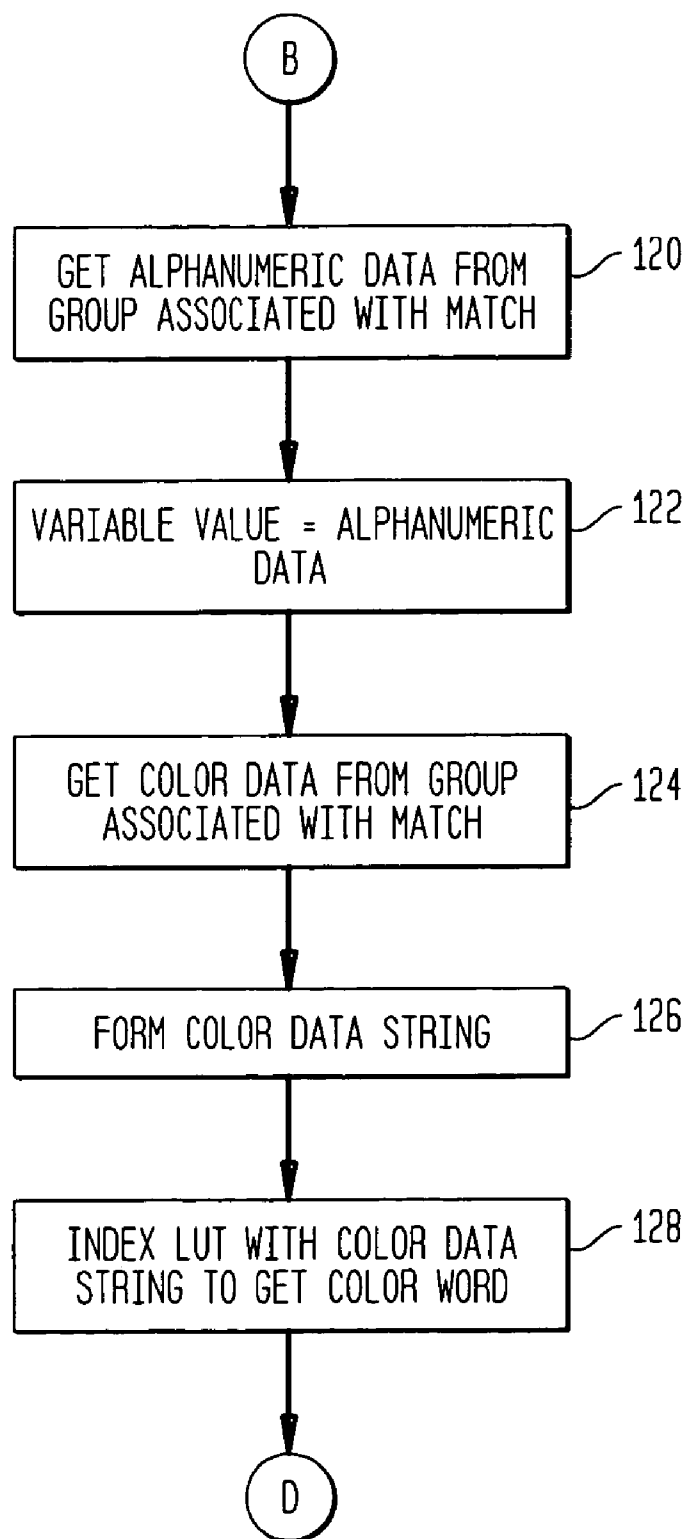 B
GET ALPHANUMERIC DATA FROM
GROUP ASSOCIATED WITH MATCH
120
VARIABLE VALUE = ALPHANUMERIC
DATA
122
GET COLOR DATA FROM GROUP
ASSOCIATED WITH MATCH
124
FORM COLOR DATA STRING
126
INDEX LUT WITH COLOR DATA
STRING TO GET COLOR WORD
128
D